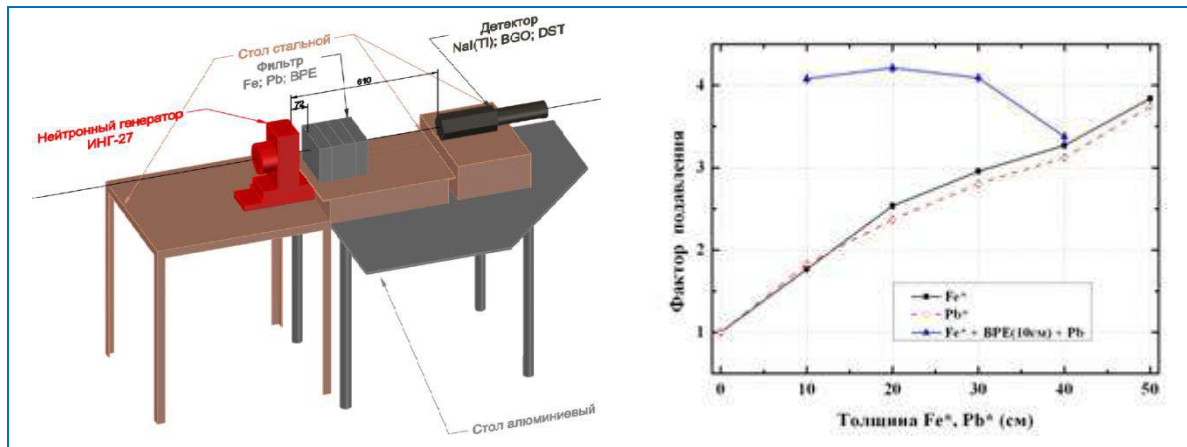 Детектор
NaI(Tl); BGO; DST
Стол стальной
Фильтр
Fe; Pb; BPE
610
72
Нейтронный генератор
ИНГ-27
Стол алюминиевый
Фактор подавления
4
3
2
1
Fe*
Pb*
Fe* + BPE(10см) + Pb
0 10 20 30 40 50
Толщина Fe*, Pb* (см)